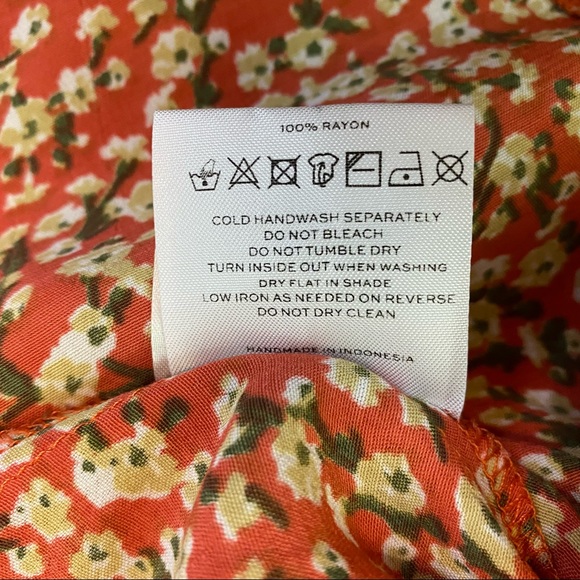 100% RAYON
COLD HANDWASH SEPARATELY
DO NOT BLEACH
DO NOT TUMBLE DRY
TURN INSIDE OUT WHEN WASHING
DRY FLAT IN SHADE
LOW IRON AS NEEDED ON REVERSE
DO NOT DRY CLEAN
HANDMADE IN INDONESIA